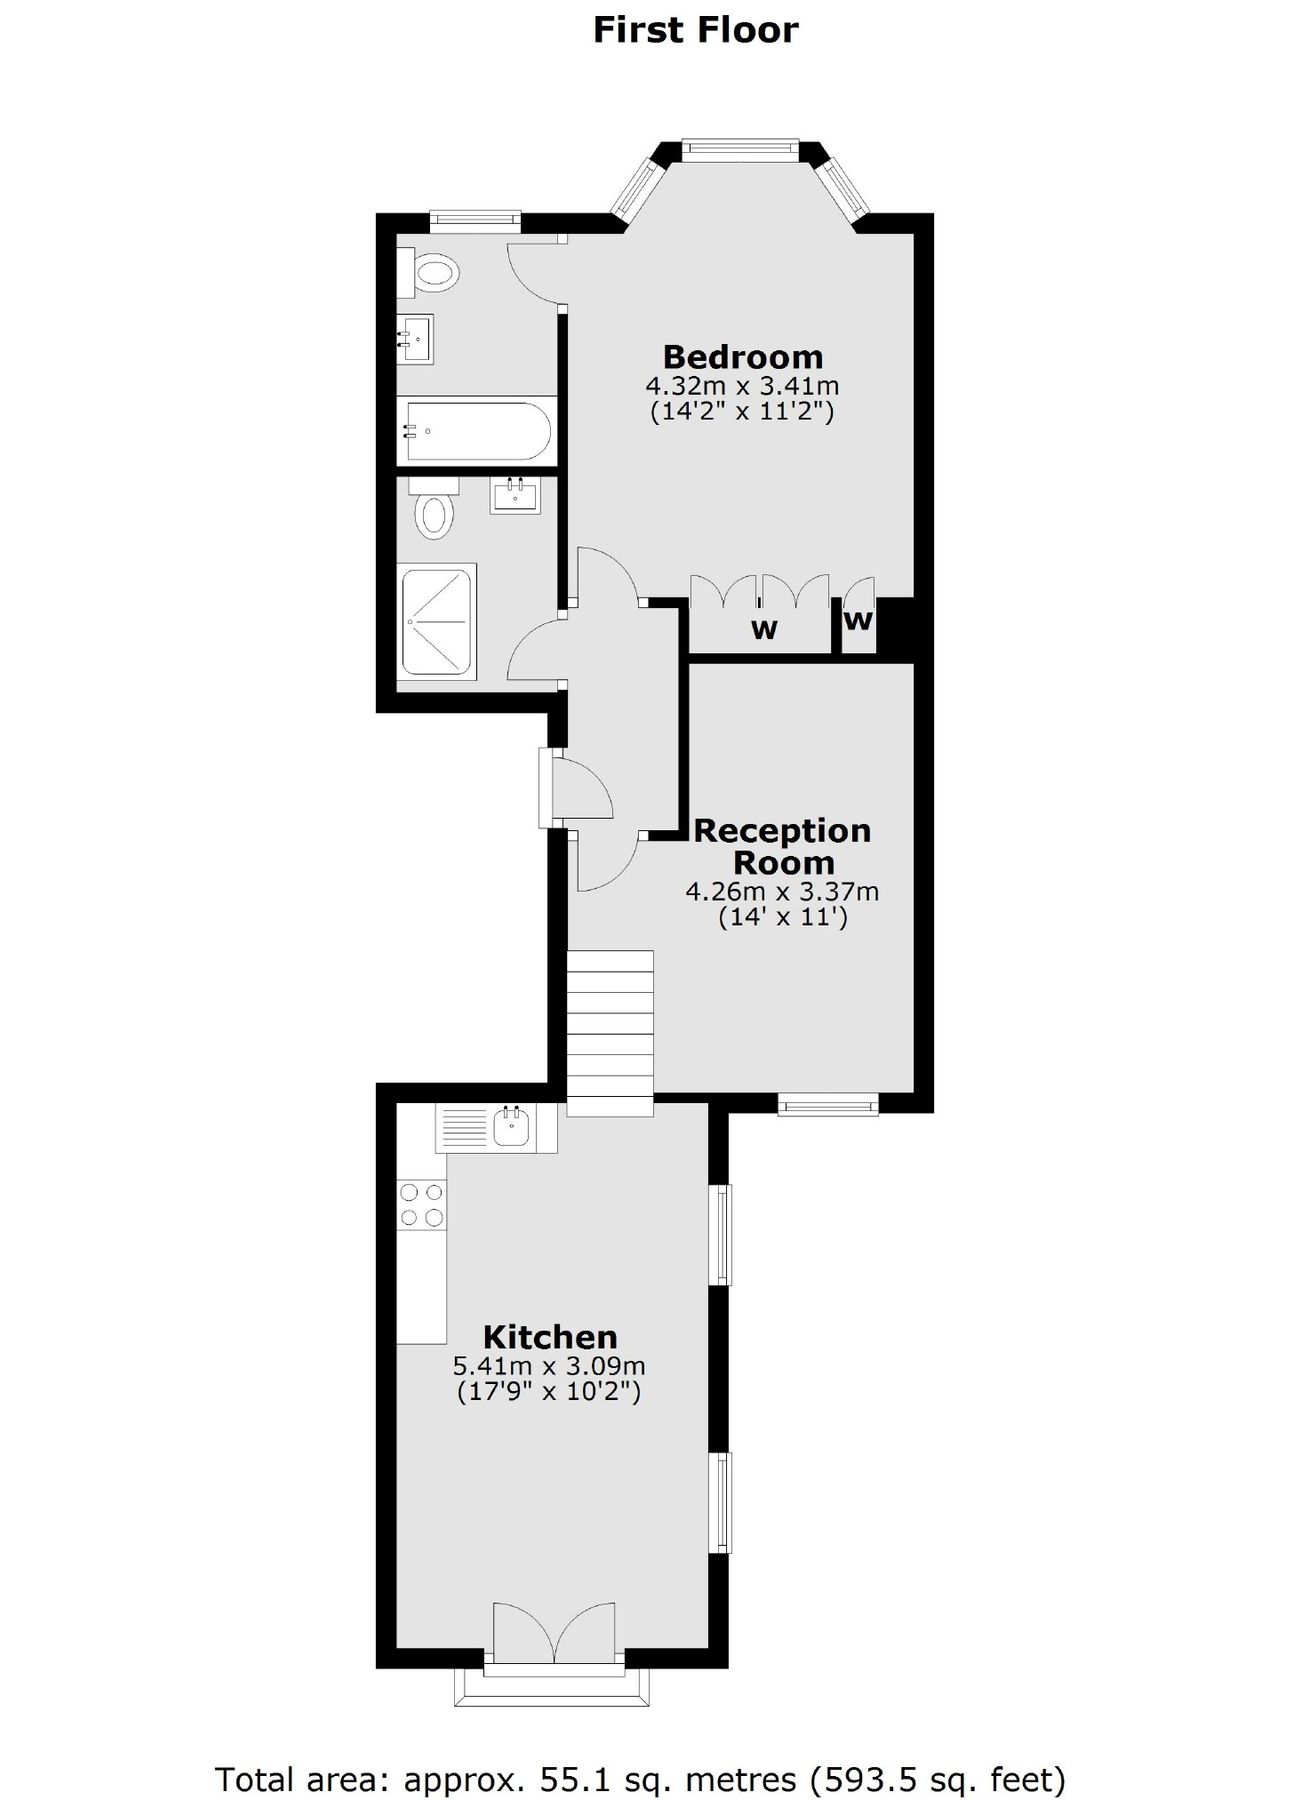 First Floor
Bedroom
4.32m x 3.41m
(14'2" x 11'2")
W
W
Reception
Room
4.26m x 3.37m
(14' x 11')
Kitchen
5.41m x 3.09m
(17'9" x 10'2")
Total area: approx. 55.1 sq. metres (593.5 sq. feet)